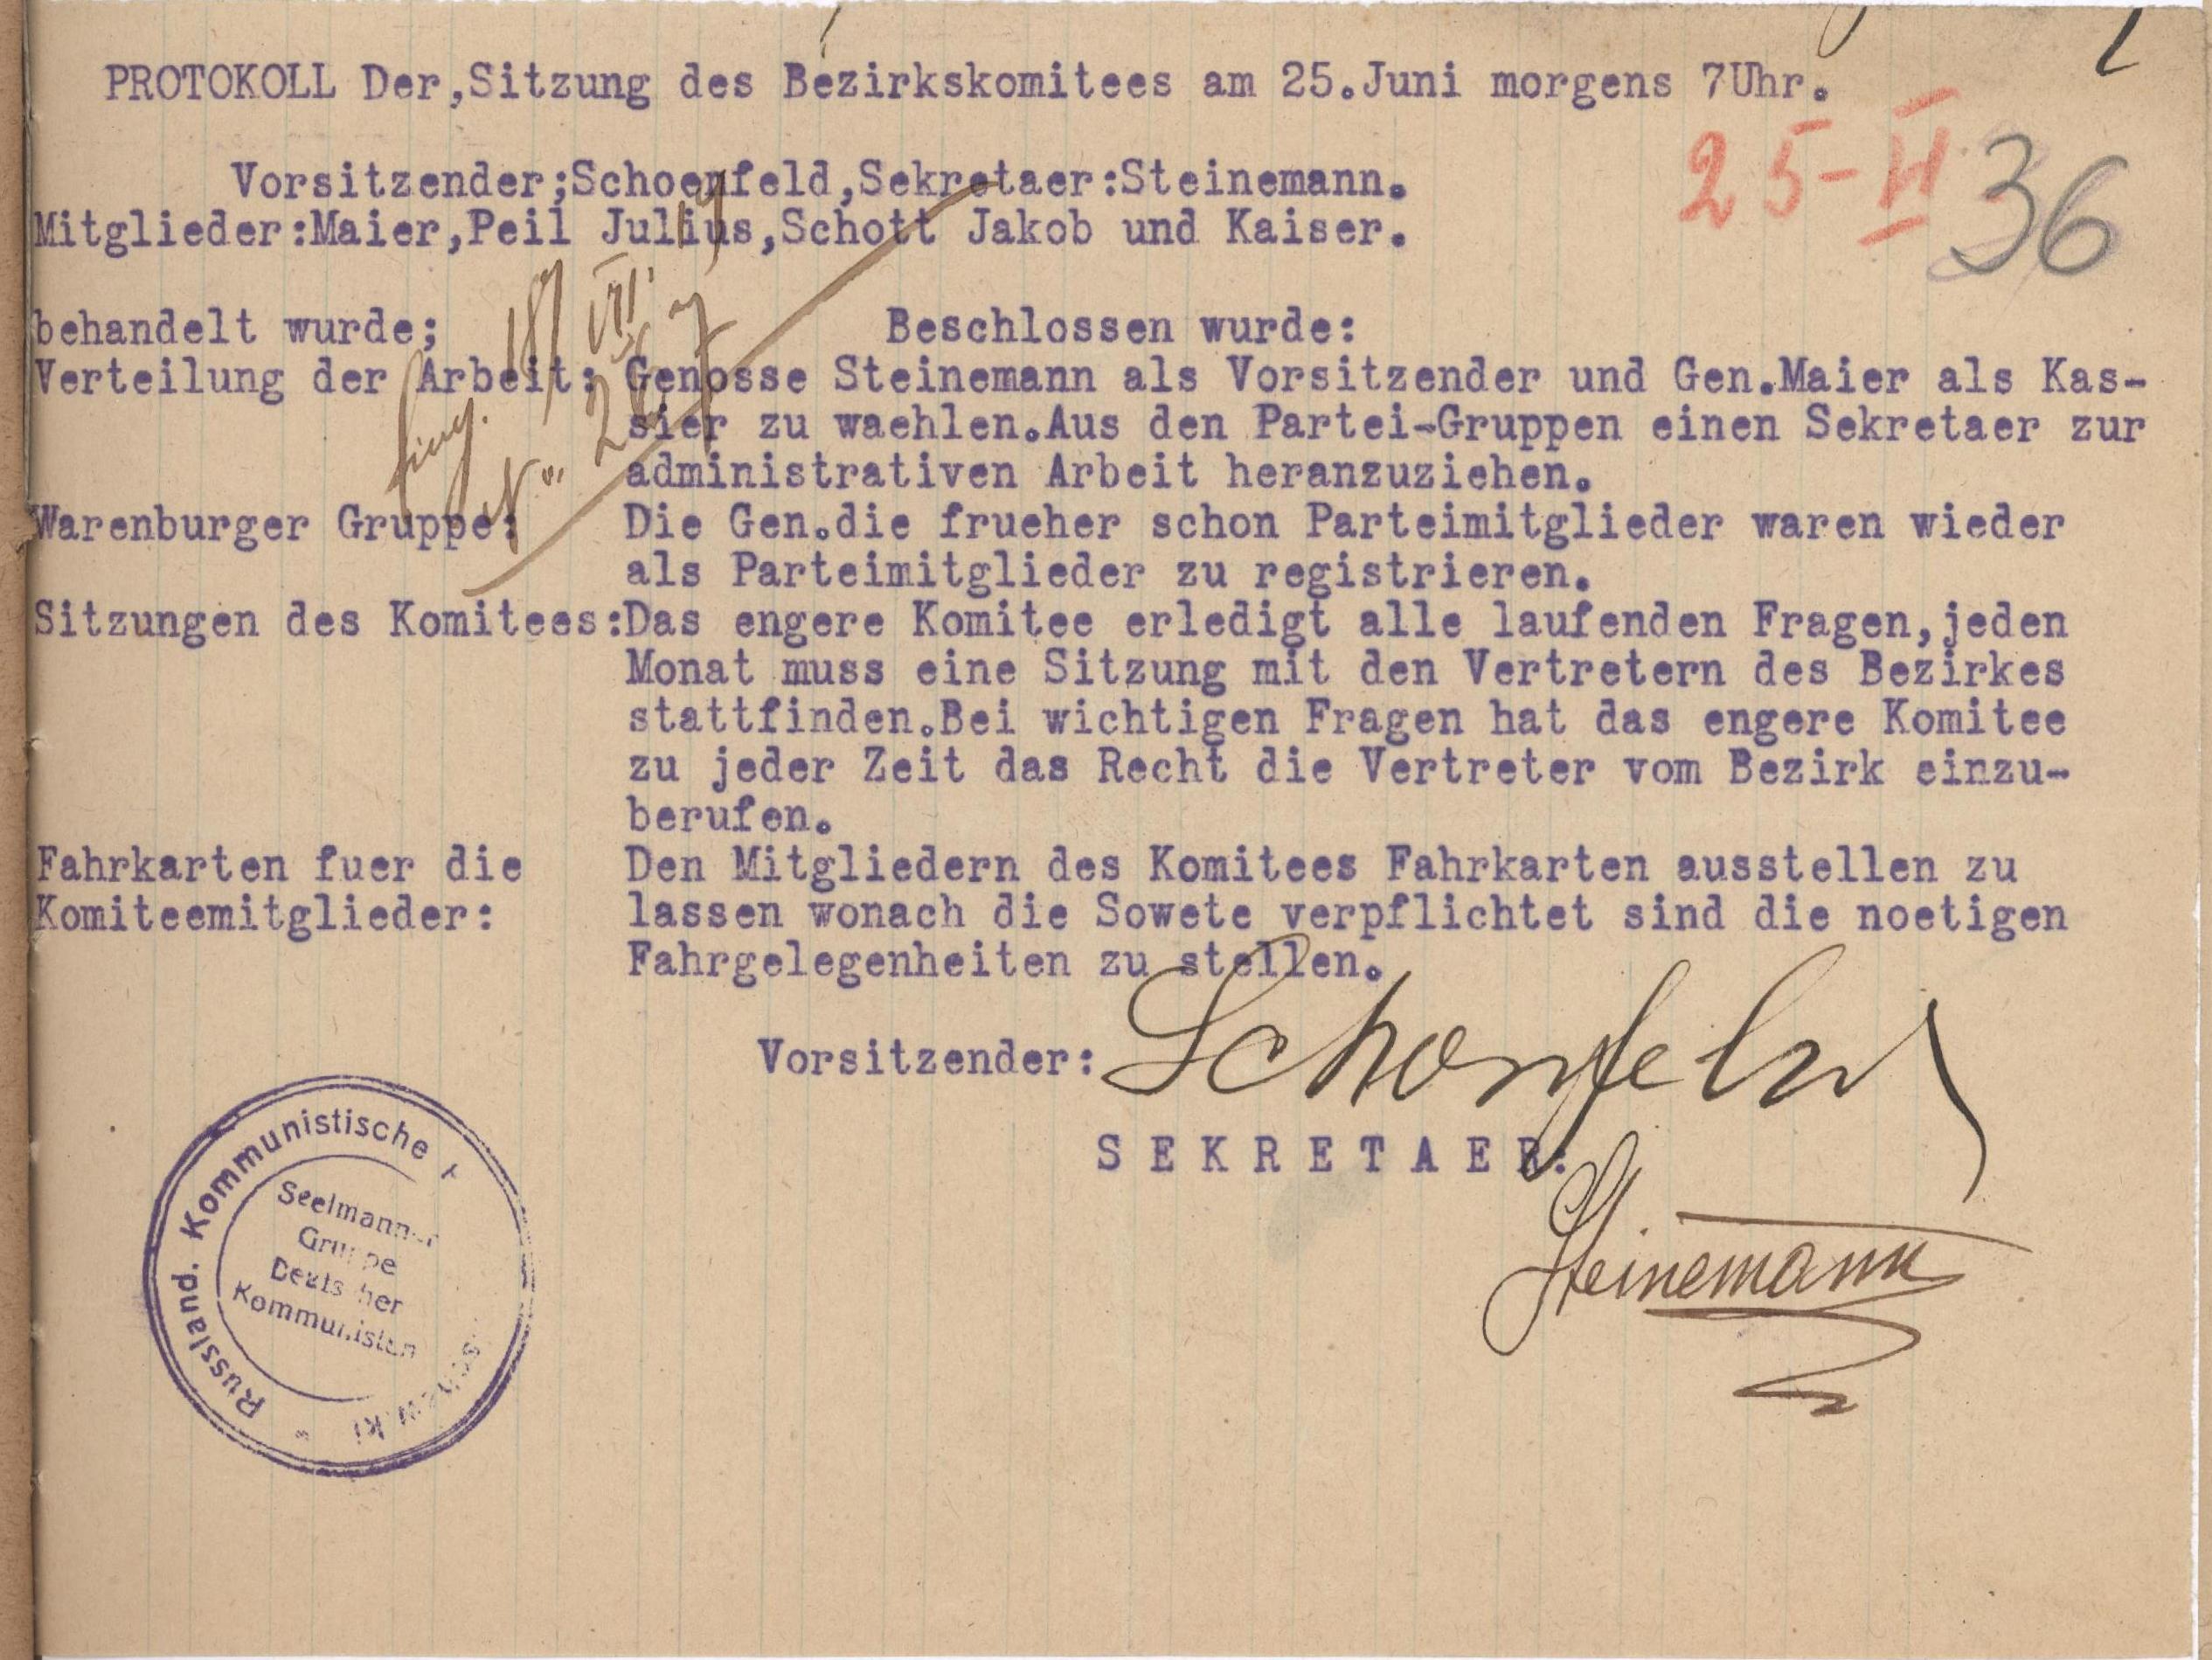 PROTOKOLL Der,Sitzung des Bezirkskomitees am 25.Juni morgens 7Uhr.
25-II
36
Vorsitzender;Schoenfeld,Sekretaer:Steinemann.
Mitglieder:Maier,Peil Julius,Schott Jakob und Kaiser.
behandelt wurde; Beschlossen wurde:
Verteilung der Arbeit: Genosse Steinemann als Vorsitzender und Gen.Maier als Kas-
sier zu waehlen.Aus den Partei-Gruppen einen Sekretaer zur
administrativen Arbeit heranzuziehen.
Warenburger Gruppe: Die Gen.die frueher schon Parteimitglieder waren wieder
als Parteimitglieder zu registrieren.
Sitzungen des Komitees:Das engere Komitee erledigt alle laufenden Fragen,jeden
Monat muss eine Sitzung mit den Vertretern des Bezirkes
stattfinden.Bei wichtigen Fragen hat das engere Komitee
zu jeder Zeit das Recht die Vertreter vom Bezirk einzu-
berufen.
Fahrkarten fuer die Den Mitgliedern des Komitees Fahrkarten ausstellen zu
Komiteemitglieder: lassen wonach die Sowete verpflichtet sind die noetigen
Fahrgelegenheiten zu stellen.
Vorsitzender: Schonfeld
SEKRETAER:
Steinemann
Russland. Kommunistische
Seelmanner
Gruppe
Deutscher
Kommunisten